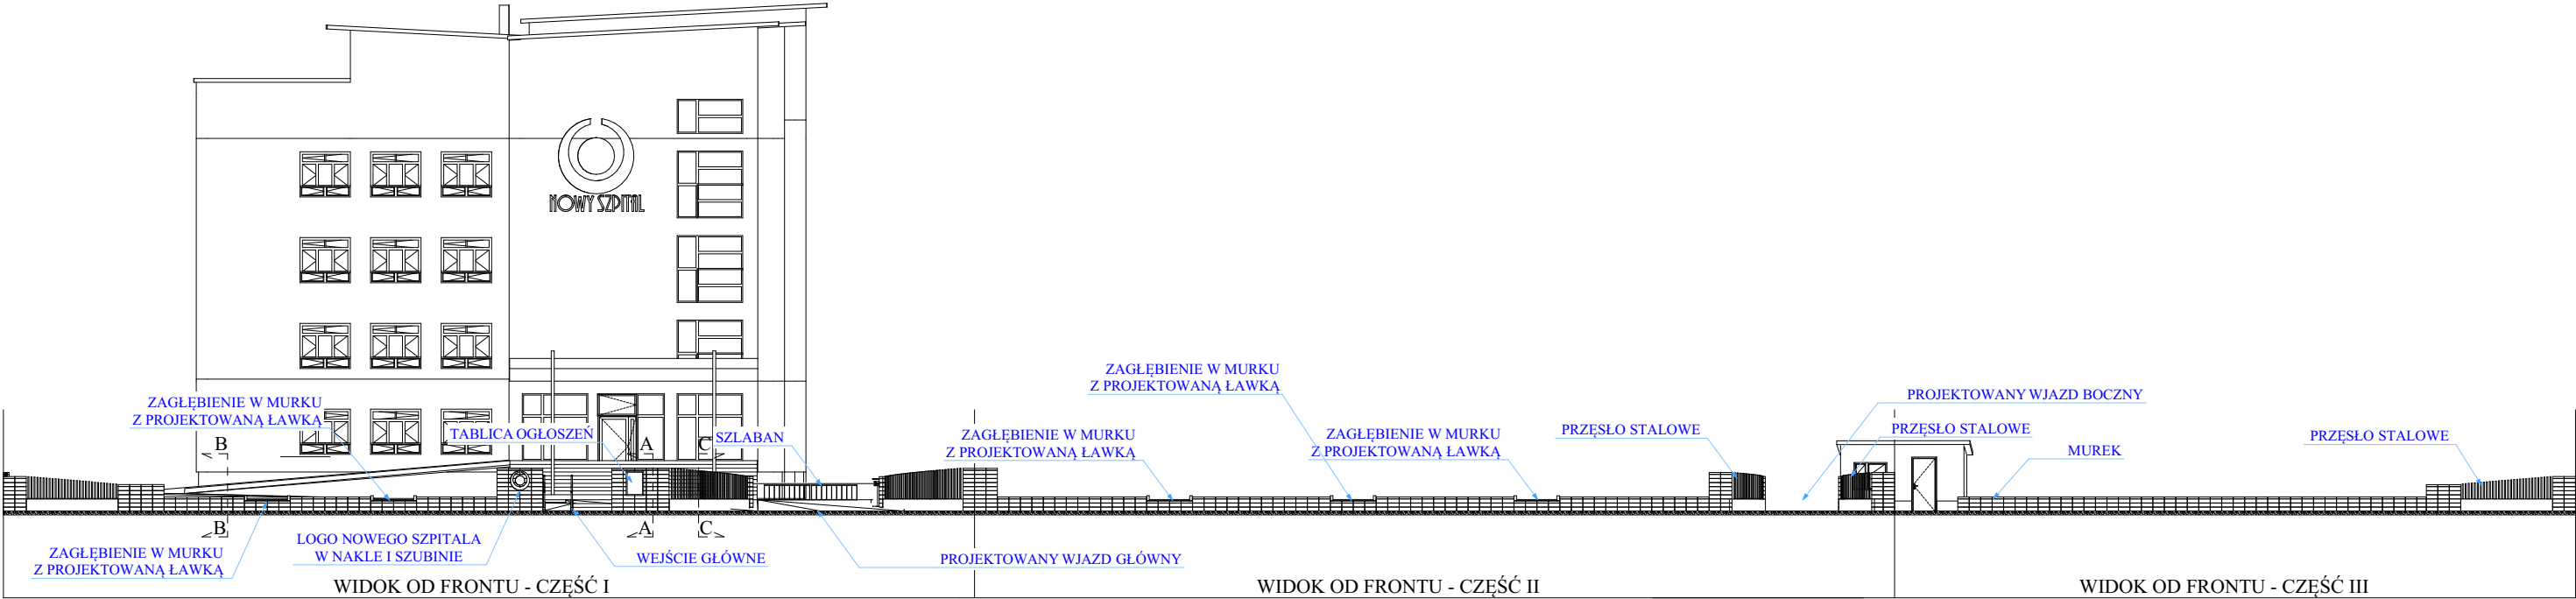 NOWY SZPITAL
ZAGŁĘBIENIE W MURKU
Z PROJEKTOWANĄ ŁAWKĄ
B
TABLICA OGŁOSZEŃ
A
C
SZLABAN
ZAGŁĘBIENIE W MURKU
Z PROJEKTOWANĄ ŁAWKĄ
ZAGŁĘBIENIE W MURKU
Z PROJEKTOWANĄ ŁAWKĄ
ZAGŁĘBIENIE W MURKU
Z PROJEKTOWANĄ ŁAWKĄ
PRZĘSŁO STALOWE
PROJEKTOWANY WJAZD BOCZNY
PRZĘSŁO STALOWE
MUREK
PRZĘSŁO STALOWE
B
A
C
ZAGŁĘBIENIE W MURKU
Z PROJEKTOWANĄ ŁAWKĄ
LOGO NOWEGO SZPITALA
W NAKLE I SZUBINIE
WEJŚCIE GŁÓWNE
PROJEKTOWANY WJAZD GŁÓWNY
WIDOK OD FRONTU - CZĘŚĆ I
WIDOK OD FRONTU - CZĘŚĆ II
WIDOK OD FRONTU - CZĘŚĆ III